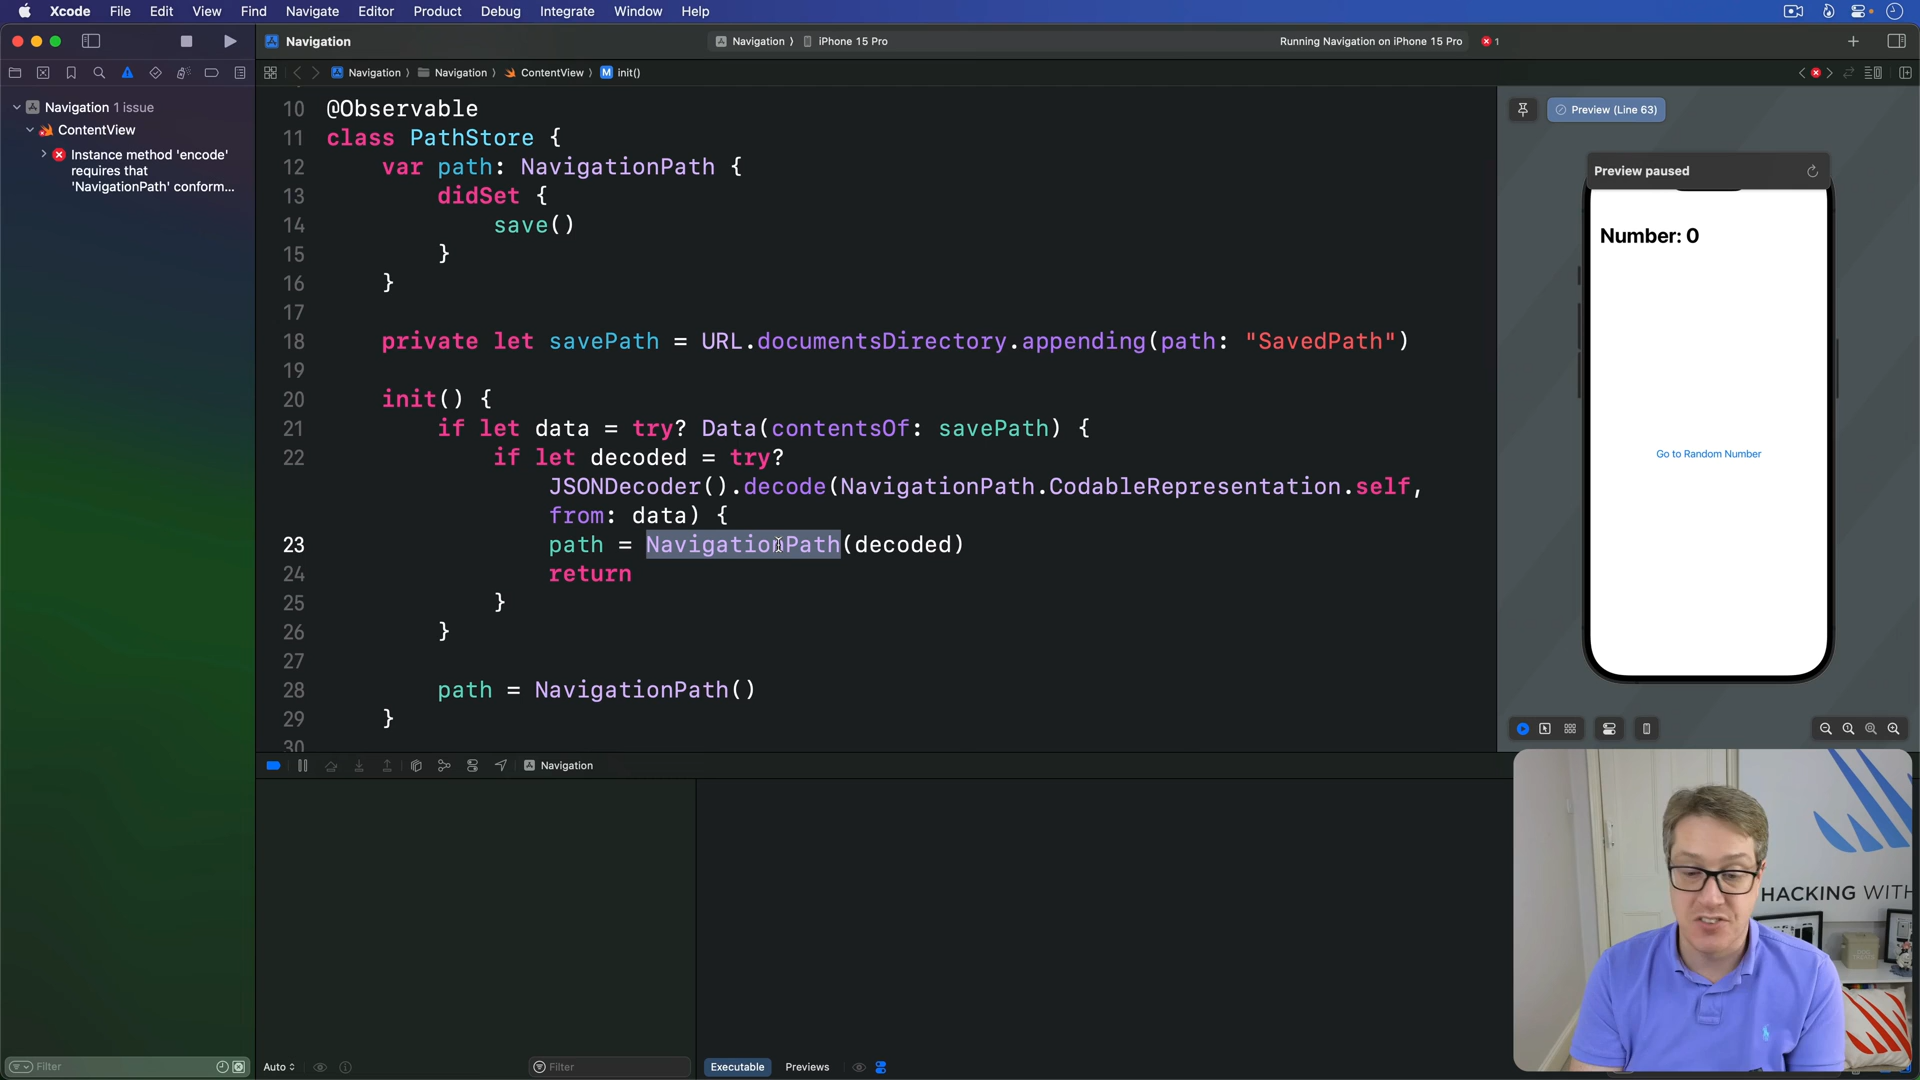 Xcode File Edit View Find Navigate Editor Product Debug Integrate Window Help
Navigation
Navigation 〉 iPhone 15 Pro
Running Navigation on iPhone 15 Pro
1
Navigation 〉 Navigation 〉 ContentView 〉 M init()
Navigation 1 issue
ContentView
Instance method 'encode'
requires that
'NavigationPath' conform...
10 @Observable
11 class PathStore {
12 var path: NavigationPath {
13 didSet {
14 save()
15 }
16 }
17
18 private let savePath = URL.documentsDirectory.appending(path: "SavedPath")
19
20 init() {
21 if let data = try? Data(contentsOf: savePath) {
22 if let decoded = try?
JSONDecoder().decode(NavigationPath.CodableRepresentation.self,
from: data) {
23 path = NavigationPath(decoded)
24 return
25 }
26 }
27
28 path = NavigationPath()
29 }
30
Preview (Line 63)
Preview paused
Number: 0
Go to Random Number
Navigation
HACKING WITH
Filter
Auto
Filter
Executable Previews